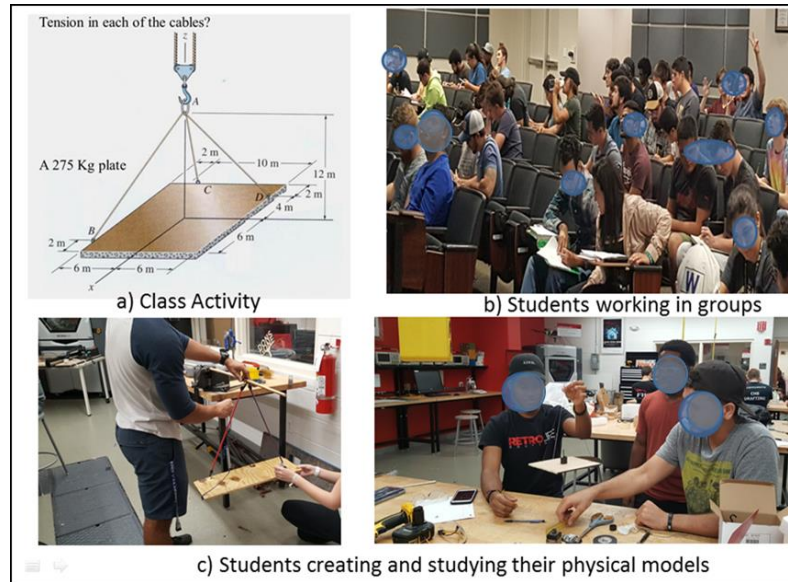 Tension in each of the cables?
z
A
A 275 Kg plate
2 m
10 m
12 m
C
D
2 m
4 m
B
6 m
2 m
6 m
6 m
x
a) Class Activity
b) Students working in groups
W
RETRO
c) Students creating and studying their physical models